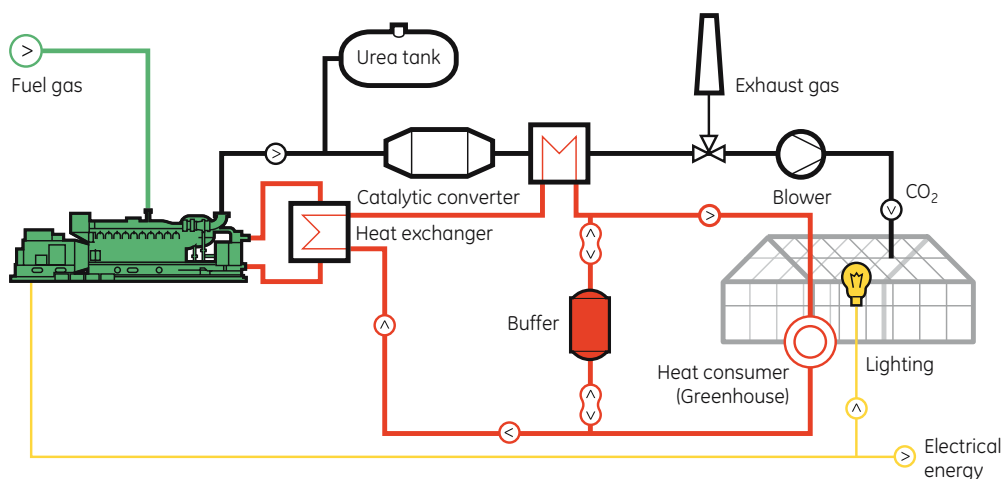 Urea tank
Fuel gas
Exhaust gas
Catalytic converter
Blower
CO₂
Heat exchanger
Buffer
Heat consumer
(Greenhouse)
Lighting
Electrical
energy